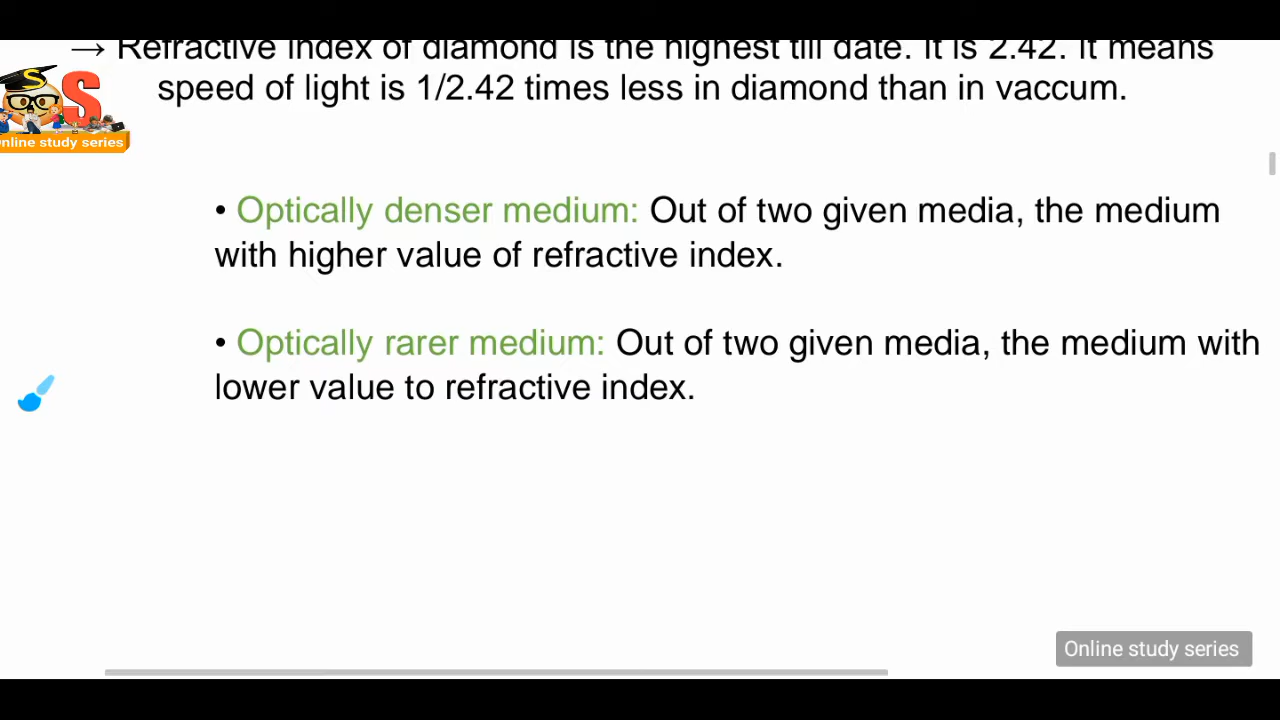 → Refractive index of diamond is the highest till date. It is 2.42. It means
speed of light is 1/2.42 times less in diamond than in vaccum.
S S
nline study series
• Optically denser medium: Out of two given media, the medium
with higher value of refractive index.
• Optically rarer medium: Out of two given media, the medium with
lower value to refractive index.
Online study series